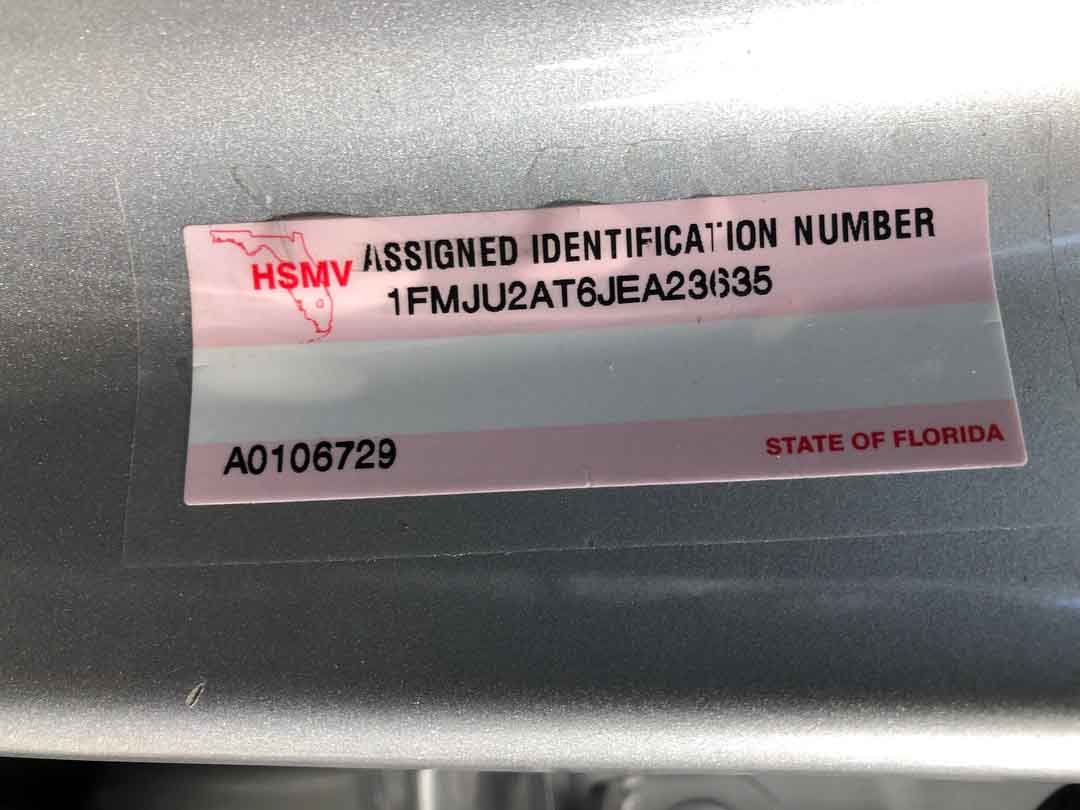 HSMV
ASSIGNED IDENTIFICATION NUMBER
1FMJU2AT6JEA23635
A0106729
STATE OF FLORIDA